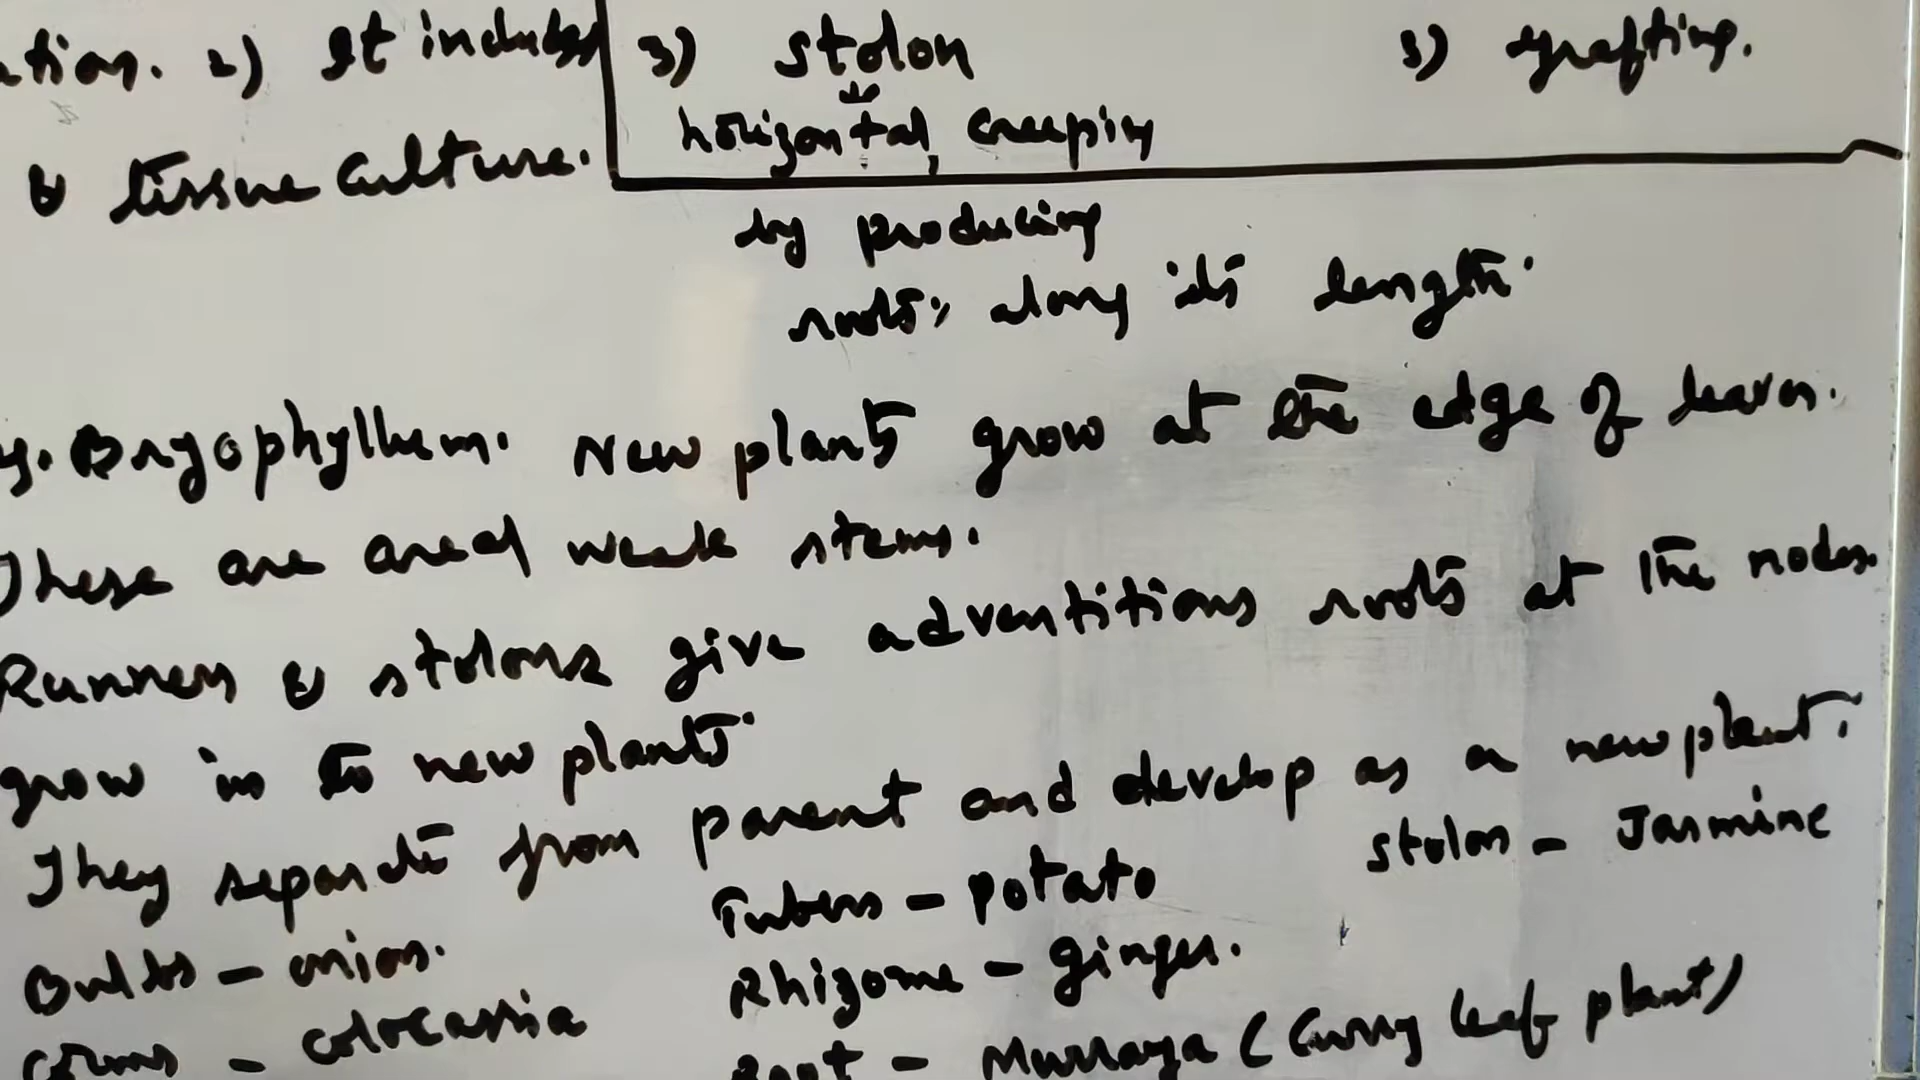 ation. 2) It includes
& tissue culture.
3) stolon
horizontal, creeping
3) grafting.
by producing
roots, along its length.
Bryophyllum. New plants grow at the edge of leaves.
These are areal weak stems.
Runners & stolons give adventitious roots at the nodes.
grow in to new plants
They separate from parent and develop as a new plant.
Bulbs - onion.
Tubers - potato
stolon - Jasmine
Corms - colocassia
Rhizome - ginger.
Root - Murraya (Curry leaf plant)